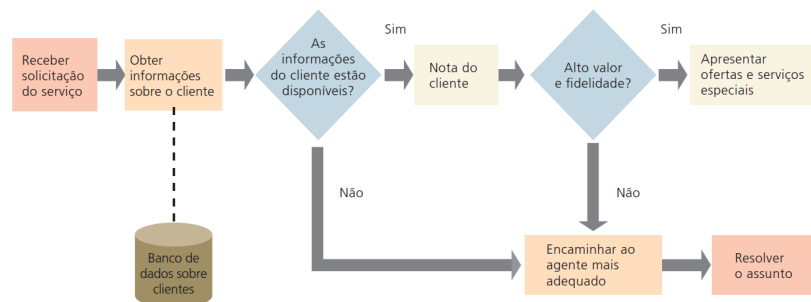 Receber
solicitação
do serviço
Obter
informações
sobre o cliente
As
informações
do cliente estão
disponíveis?
Sim
Nota do
cliente
Alto valor
e fidelidade?
Sim
Apresentar
ofertas e serviços
especiais
Não
Não
Banco de
dados sobre
clientes
Encaminhar ao
agente mais
adequado
Resolver
o assunto